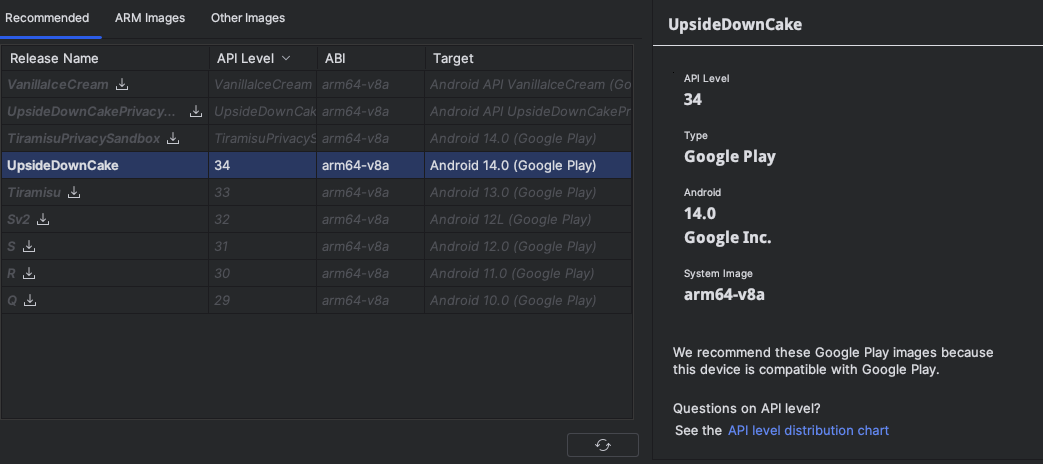 Recommended ARM Images Other Images
Release Name API Level ABI Target
VanillaIceCream VanillaIceCream arm64-v8a Android API VanillaIceCream (Go
UpsideDownCakePrivacy... UpsideDownCak arm64-v8a Android API UpsideDownCakePr
TiramisuPrivacySandbox TiramisuPrivacyS arm64-v8a Android 14.0 (Google Play)
UpsideDownCake 34 arm64-v8a Android 14.0 (Google Play)
Tiramisu 33 arm64-v8a Android 13.0 (Google Play)
Sv2 32 arm64-v8a Android 12L (Google Play)
S 31 arm64-v8a Android 12.0 (Google Play)
R 30 arm64-v8a Android 11.0 (Google Play)
Q 29 arm64-v8a Android 10.0 (Google Play)
UpsideDownCake
API Level
34
Type
Google Play
Android
14.0
Google Inc.
System Image
arm64-v8a
We recommend these Google Play images because
this device is compatible with Google Play.
Questions on API level?
See the API level distribution chart